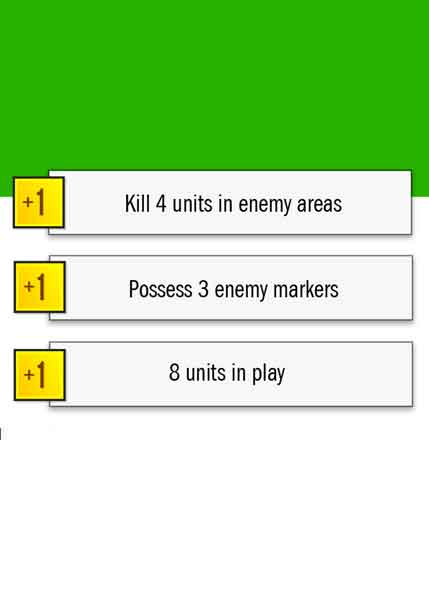 +1 Kill 4 units in enemy areas
+1 Possess 3 enemy markers
+1 8 units in play